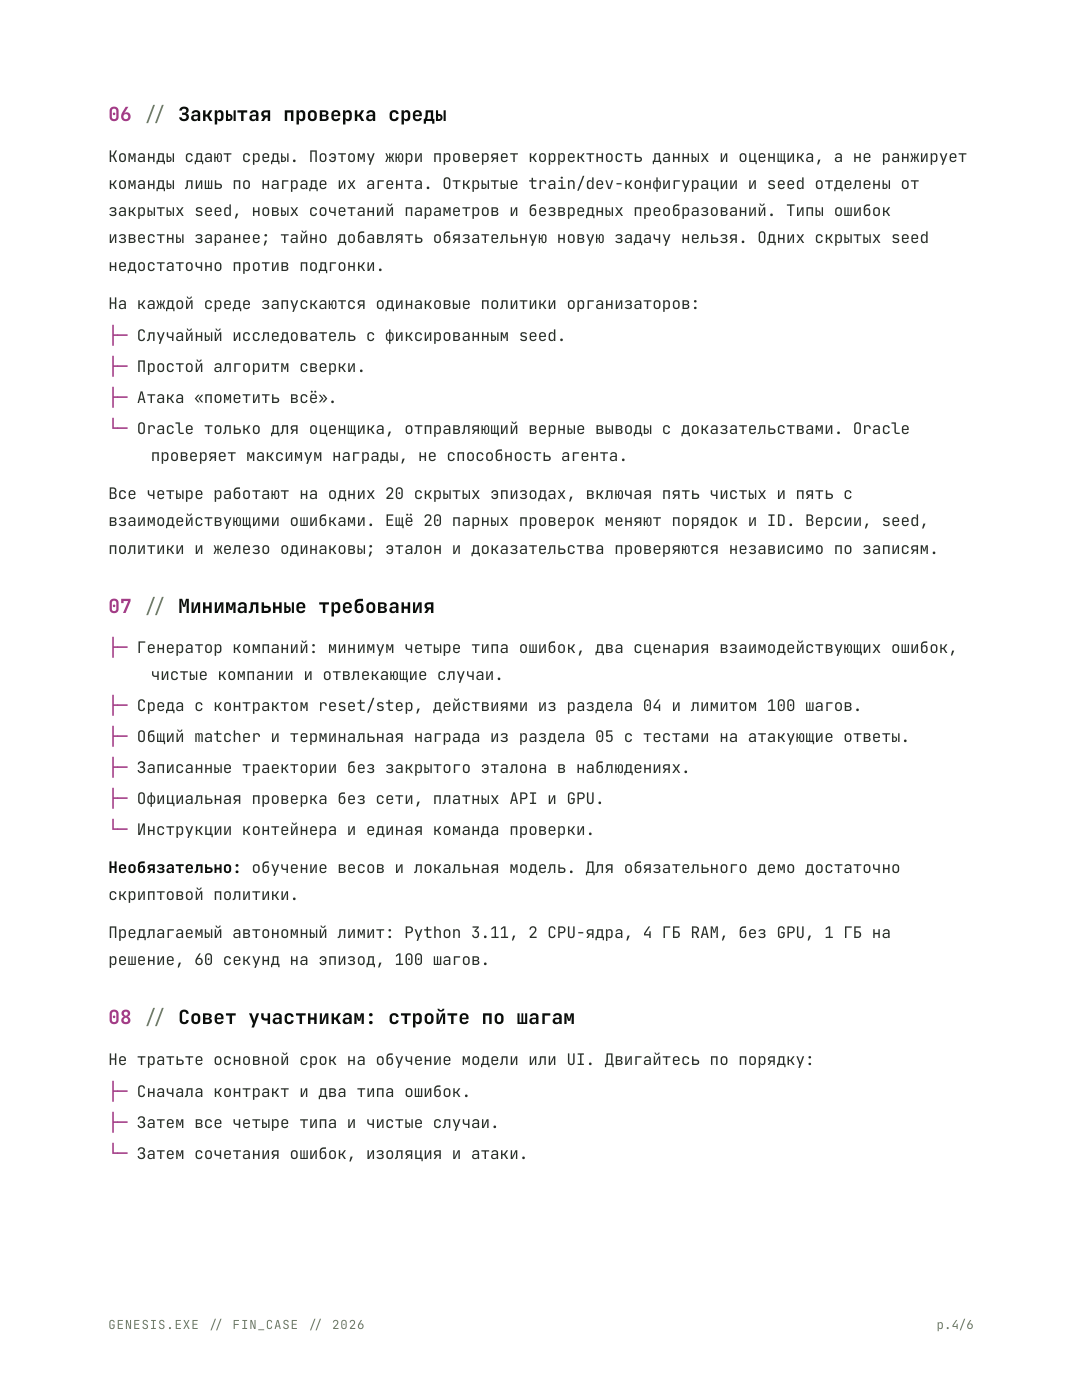 06 // Закрытая проверка среды
Команды сдают среды. Поэтому жюри проверяет корректность данных и оценщика, а не ранжирует
команды лишь по награде их агента. Открытые train/dev-конфигурации и seed отделены от
закрытых seed, новых сочетаний параметров и безвредных преобразований. Типы ошибок
известны заранее; тайно добавлять обязательную новую задачу нельзя. Одних скрытых seed
недостаточно против подгонки.
На каждой среде запускаются одинаковые политики организаторов:
├─ Случайный исследователь с фиксированным seed.
├─ Простой алгоритм сверки.
├─ Атака «пометить всё».
└─ Oracle только для оценщика, отправляющий верные выводы с доказательствами. Oracle
проверяет максимум награды, не способность агента.
Все четыре работают на одних 20 скрытых эпизодах, включая пять чистых и пять с
взаимодействующими ошибками. Ещё 20 парных проверок меняют порядок и ID. Версии, seed,
политики и железо одинаковы; эталон и доказательства проверяются независимо по записям.
07 // Минимальные требования
├─ Генератор компаний: минимум четыре типа ошибок, два сценария взаимодействующих ошибок,
чистые компании и отвлекающие случаи.
├─ Среда с контрактом reset/step, действиями из раздела 04 и лимитом 100 шагов.
├─ Общий matcher и терминальная награда из раздела 05 с тестами на атакующие ответы.
├─ Записанные траектории без закрытого эталона в наблюдениях.
├─ Официальная проверка без сети, платных API и GPU.
└─ Инструкции контейнера и единая команда проверки.
Необязательно: обучение весов и локальная модель. Для обязательного демо достаточно
скриптовой политики.
Предлагаемый автономный лимит: Python 3.11, 2 CPU-ядра, 4 ГБ RAM, без GPU, 1 ГБ на
решение, 60 секунд на эпизод, 100 шагов.
08 // Совет участникам: стройте по шагам
Не тратьте основной срок на обучение модели или UI. Двигайтесь по порядку:
├─ Сначала контракт и два типа ошибок.
├─ Затем все четыре типа и чистые случаи.
└─ Затем сочетания ошибок, изоляция и атаки.
GENESIS.EXE // FIN_CASE // 2026
p.4/6